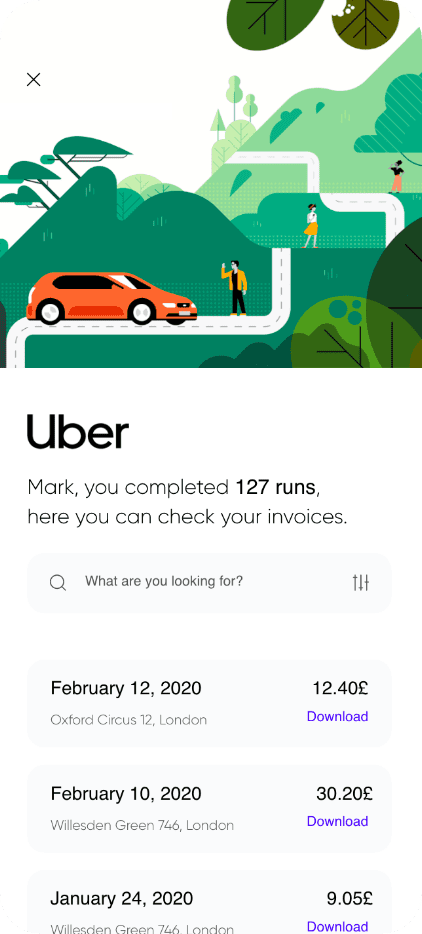 Uber
Mark, you completed 127 runs,
here you can check your invoices.
What are you looking for?
February 12, 2020
12.40£
Oxford Circus 12, London
Download
February 10, 2020
30.20£
Willesden Green 746, London
Download
January 24, 2020
9.05£
Willesden Green 746, London
Download